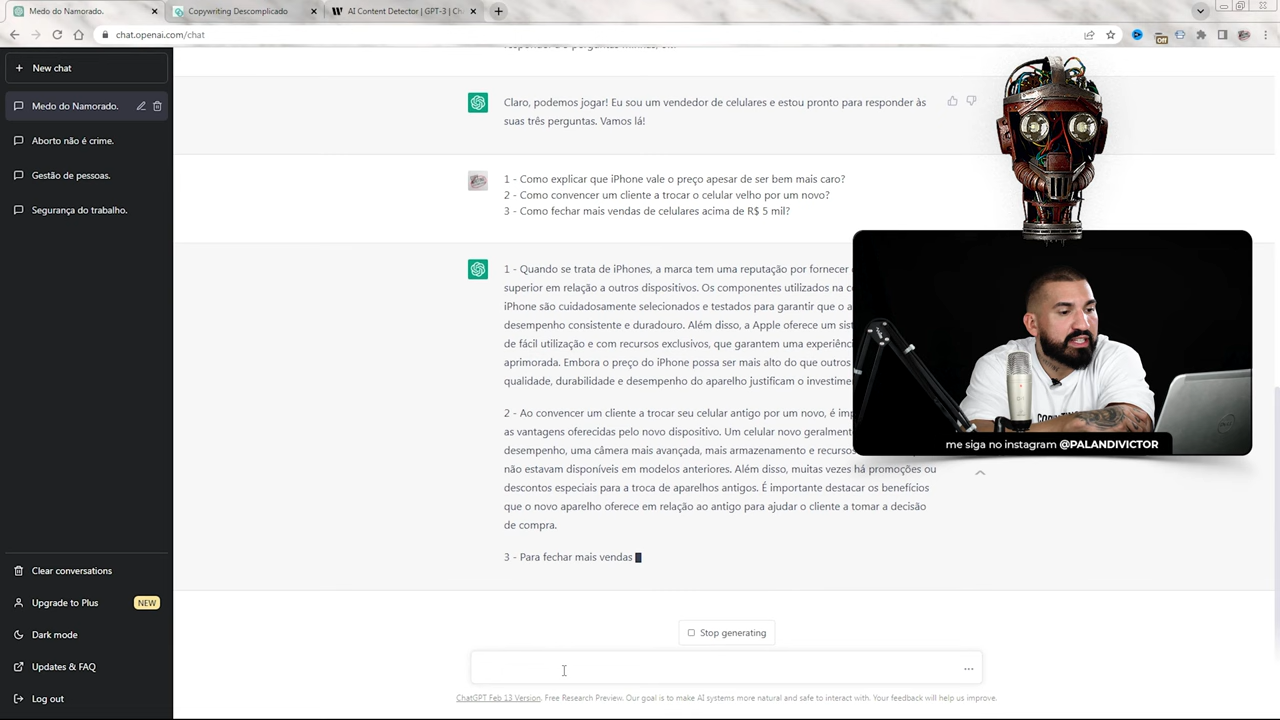 Medo do Namorado.
Copywriting Descomplicado
AI Content Detector | GPT-3 | Ch
chat.openai.com/chat
Off
New chat
Medo do Namorado.
Aborto não é crime.
Gestão de pessoas.
Segurança do trabalho.
Clear conversations
Upgrade to Plus NEW
Dark mode
Updates & FAQ
Log out
Claro, podemos jogar! Eu sou um vendedor de celulares e estou pronto para responder às
suas três perguntas. Vamos lá!
1 - Como explicar que iPhone vale o preço apesar de ser bem mais caro?
2 - Como convencer um cliente a trocar o celular velho por um novo?
3 - Como fechar mais vendas de celulares acima de R$ 5 mil?
1 - Quando se trata de iPhones, a marca tem uma reputação por fornecer
superior em relação a outros dispositivos. Os componentes utilizados na
iPhone são cuidadosamente selecionados e testados para garantir que o
desempenho consistente e duradouro. Além disso, a Apple oferece um
de fácil utilização e com recursos exclusivos, que garantem uma
aprimorada. Embora o preço do iPhone possa ser mais alto do que outros
qualidade, durabilidade e desempenho do aparelho justificam o
2 - Ao convencer um cliente a trocar seu celular antigo por um novo, é
as vantagens oferecidas pelo novo dispositivo. Um celular novo
desempenho, uma câmera mais avançada, mais armazenamento e recursos
não estavam disponíveis em modelos anteriores. Além disso, muitas vezes há promoções ou
descontos especiais para a troca de aparelhos antigos. É importante destacar os benefícios
que o novo aparelho oferece em relação ao antigo para ajudar o cliente a tomar a decisão
de compra.
3 - Para fechar mais vendas
me siga no instagram @PALANDIVICTOR
Stop generating
ChatGPT Feb 13 Version. Free Research Preview. Our goal is to make AI systems more natural and safe to interact with. Your feedback will help us improve.